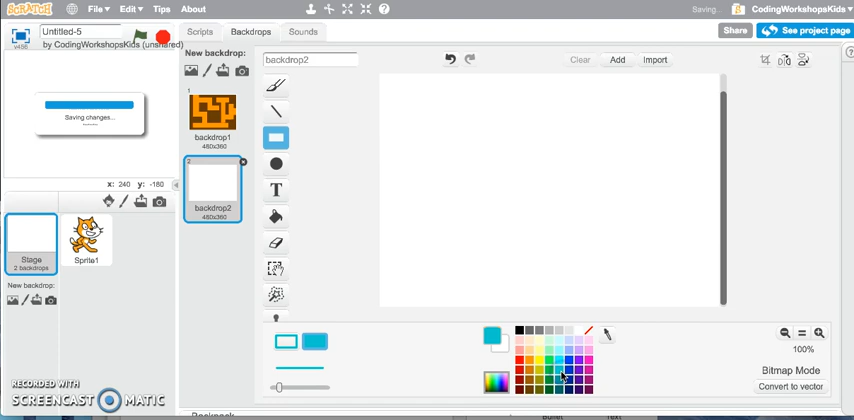 SCRATCH File Edit Tips About Saving... CodingWorkshopsKids
Untitled-5
by CodingWorkshopsKids (unshared)
v456
Scripts Backdrops Sounds
Share See project page
New backdrop:
backdrop2
Clear Add Import
1
backdrop1
480x360
2
backdrop2
480x360
Saving changes...
x: 240 y: -180
Stage
2 backdrops
Sprite1
New backdrop:
T
100%
Bitmap Mode
Convert to vector
RECORDED WITH
SCREENCAST MATIC